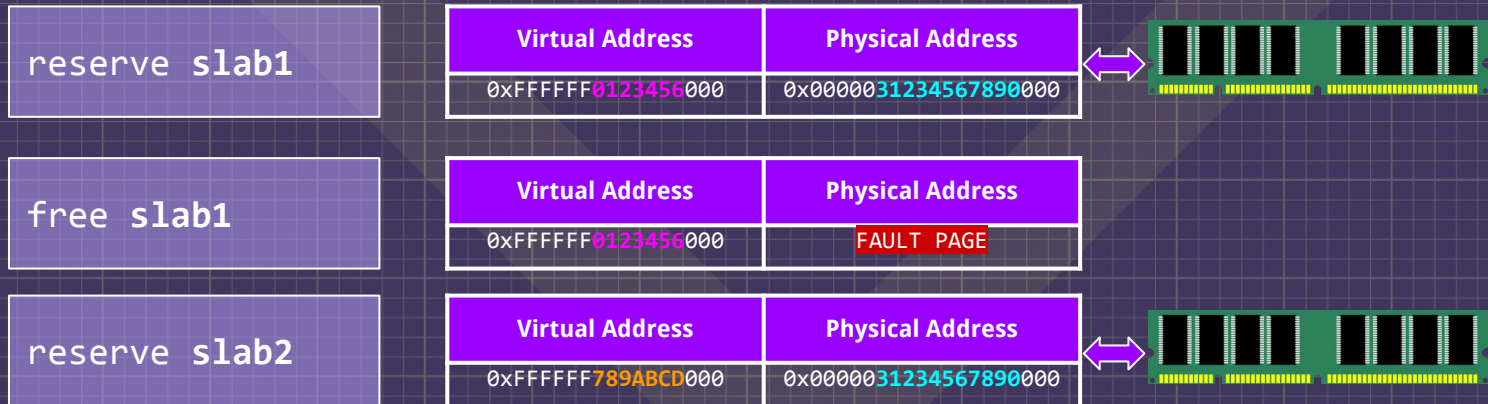 reserve slab1
Virtual Address Physical Address
0xFFFFFF0123456000 0x0000031234567890000
free slab1
Virtual Address Physical Address
0xFFFFFF0123456000 FAULT PAGE
reserve slab2
Virtual Address Physical Address
0xFFFFFF789ABCD000 0x0000031234567890000